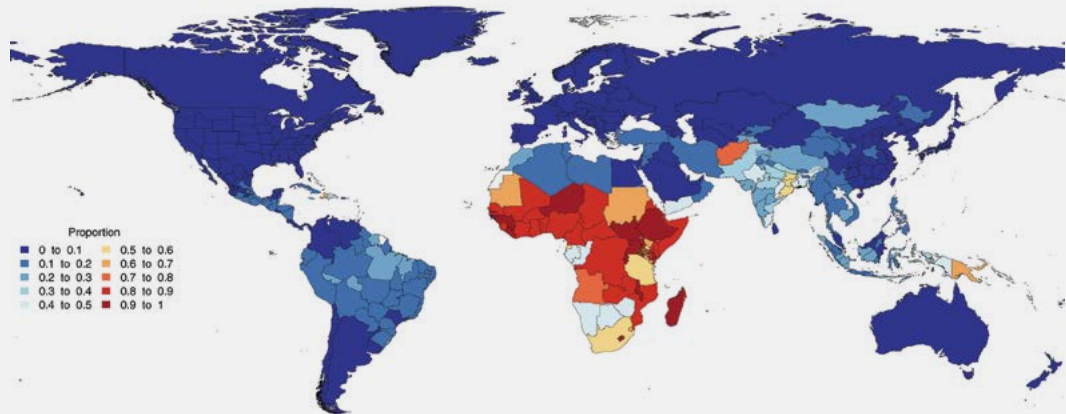 Proportion
0 to 0.1
0.1 to 0.2
0.2 to 0.3
0.3 to 0.4
0.4 to 0.5
0.5 to 0.6
0.6 to 0.7
0.7 to 0.8
0.8 to 0.9
0.9 to 1